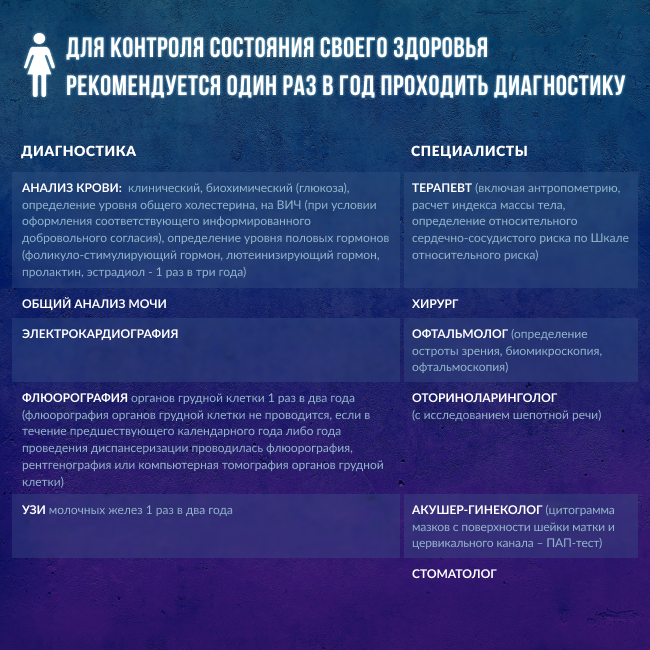 ДЛЯ КОНТРОЛЯ СОСТОЯНИЯ СВОЕГО ЗДОРОВЬЯ
РЕКОМЕНДУЕТСЯ ОДИН РАЗ В ГОД ПРОХОДИТЬ ДИАГНОСТИКУ
ДИАГНОСТИКА
СПЕЦИАЛИСТЫ
АНАЛИЗ КРОВИ: клинический, биохимический (глюкоза),
определение уровня общего холестерина, на ВИЧ (при условии
оформления соответствующего информированного
добровольного согласия), определение уровня половых гормонов
(фоликуло-стимулирующий гормон, лютеинизирующий гормон,
пролактин, эстрадиол - 1 раз в три года)
ТЕРАПЕВТ (включая антропометрию,
расчет индекса массы тела,
определение относительного
сердечно-сосудистого риска по Шкале
относительного риска)
ОБЩИЙ АНАЛИЗ МОЧИ
ХИРУРГ
ЭЛЕКТРОКАРДИОГРАФИЯ
ОФТАЛЬМОЛОГ (определение
остроты зрения, биомикроскопия,
офтальмоскопия)
ФЛЮОРОГРАФИЯ органов грудной клетки 1 раз в два года
(флюорография органов грудной клетки не проводится, если в
течение предшествующего календарного года либо года
проведения диспансеризации проводилась флюорография,
рентгенография или компьютерная томография органов грудной
клетки)
ОТОРИНОЛАРИНГОЛОГ
(с исследованием шепотной речи)
УЗИ молочных желез 1 раз в два года
АКУШЕР-ГИНЕКОЛОГ (цитограмма
мазков с поверхности шейки матки и
цервикального канала – ПАП-тест)
СТОМАТОЛОГ